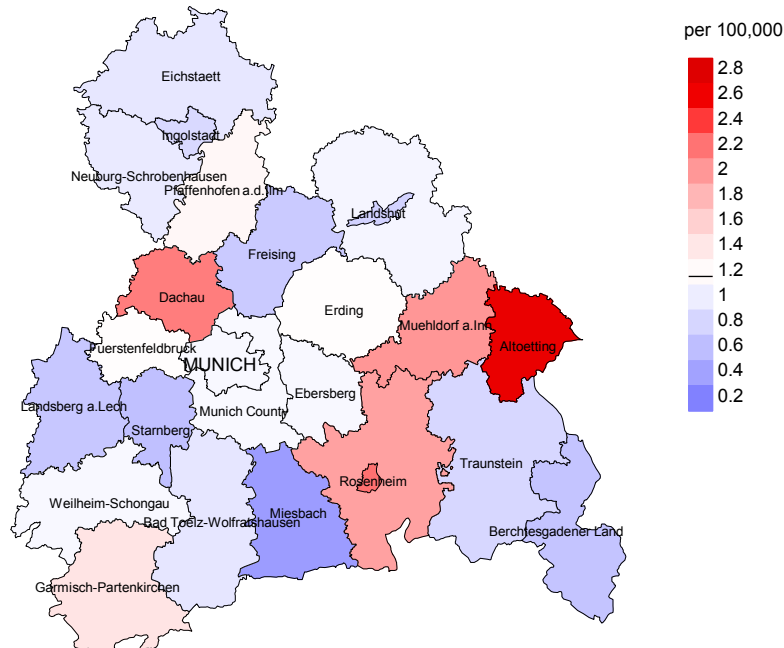 per 100,000
2.8
2.6
2.4
2.2
2
1.8
1.6
1.4
1.2
1
0.8
0.6
0.4
0.2
Eichstaett
Ingolstadt
Neuburg-Schrobenhausen
Pfaffenhofen a.d.Ilm
Landshut
Freising
Dachau
Erding
Muehldorf a.Inn
Altoetting
Fuerstenfeldbruck
MUNICH
Ebersberg
Landsberg a.Lech
Munich County
Starnberg
Traunstein
Rosenheim
Weilheim-Schongau
Miesbach
Bad Toelz-Wolfratshausen
Berchtesgadener Land
Garmisch-Partenkirchen